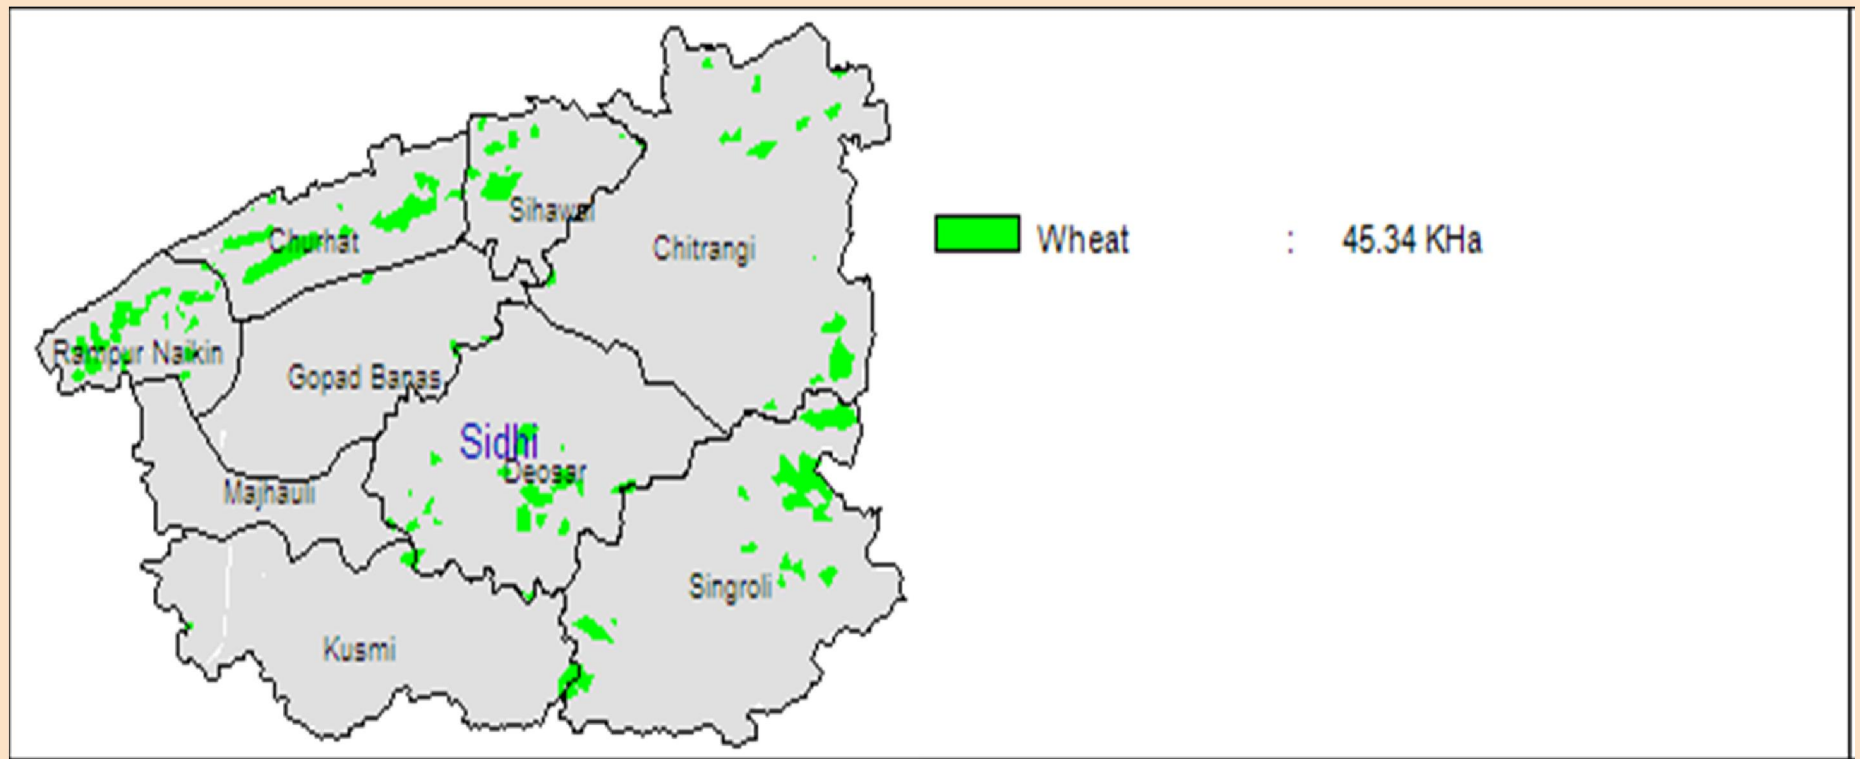 Sihawal
Churhat
Chitrangi
Wheat : 45.34 KHa
Rampur Naikin
Gopad Banas
Sidhi
Deosar
Majhauli
Singroli
Kusmi